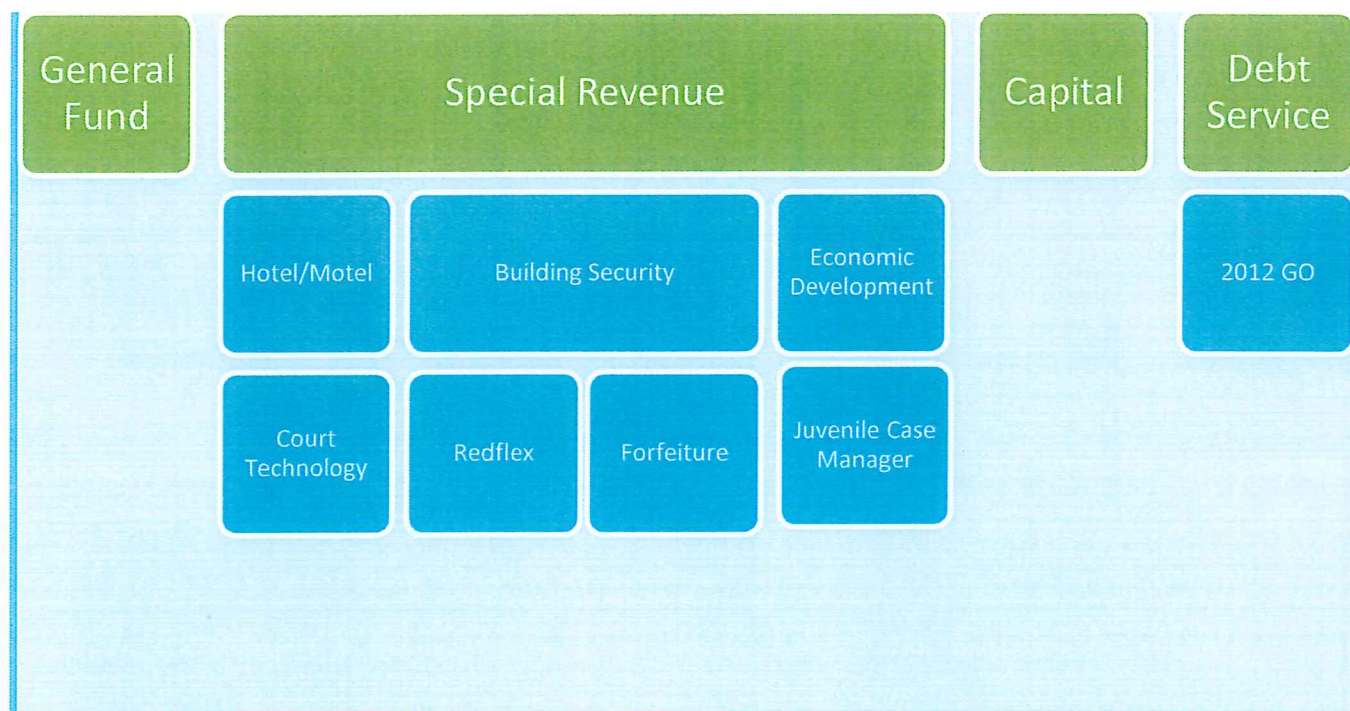 General
Fund
Special Revenue
Capital
Debt
Service
Hotel/Motel
Building Security
Economic
Development
2012 GO
Court
Technology
Redflex
Forfeiture
Juvenile Case
Manager